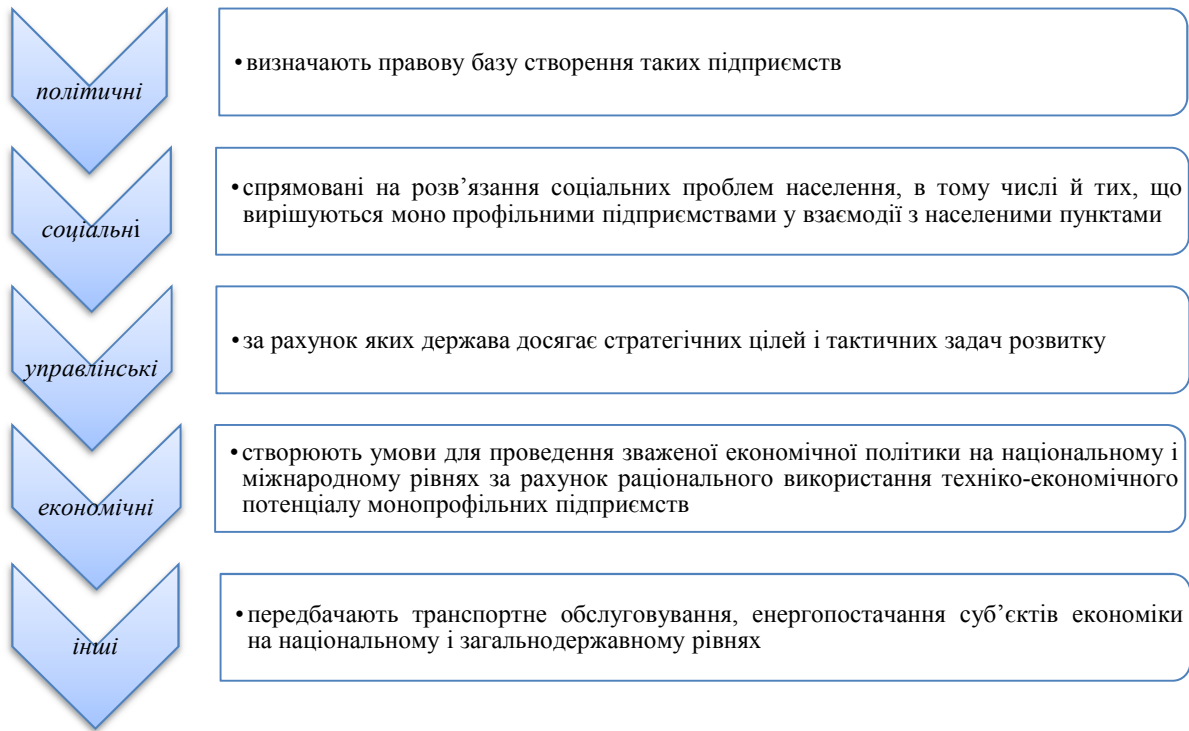 політичні
• визначають правову базу створення таких підприємств
соціальні
• спрямовані на розв’язання соціальних проблем населення, в тому числі й тих, що
вирішуються моно профільними підприємствами у взаємодії з населеними пунктами
управлінські
• за рахунок яких держава досягає стратегічних цілей і тактичних задач розвитку
економічні
• створюють умови для проведення зваженої економічної політики на національному і
міжнародному рівнях за рахунок раціонального використання техніко-економічного
потенціалу монопрофільних підприємств
інші
• передбачають транспортне обслуговування, енергопостачання суб’єктів економіки
на національному і загальнодержавному рівнях